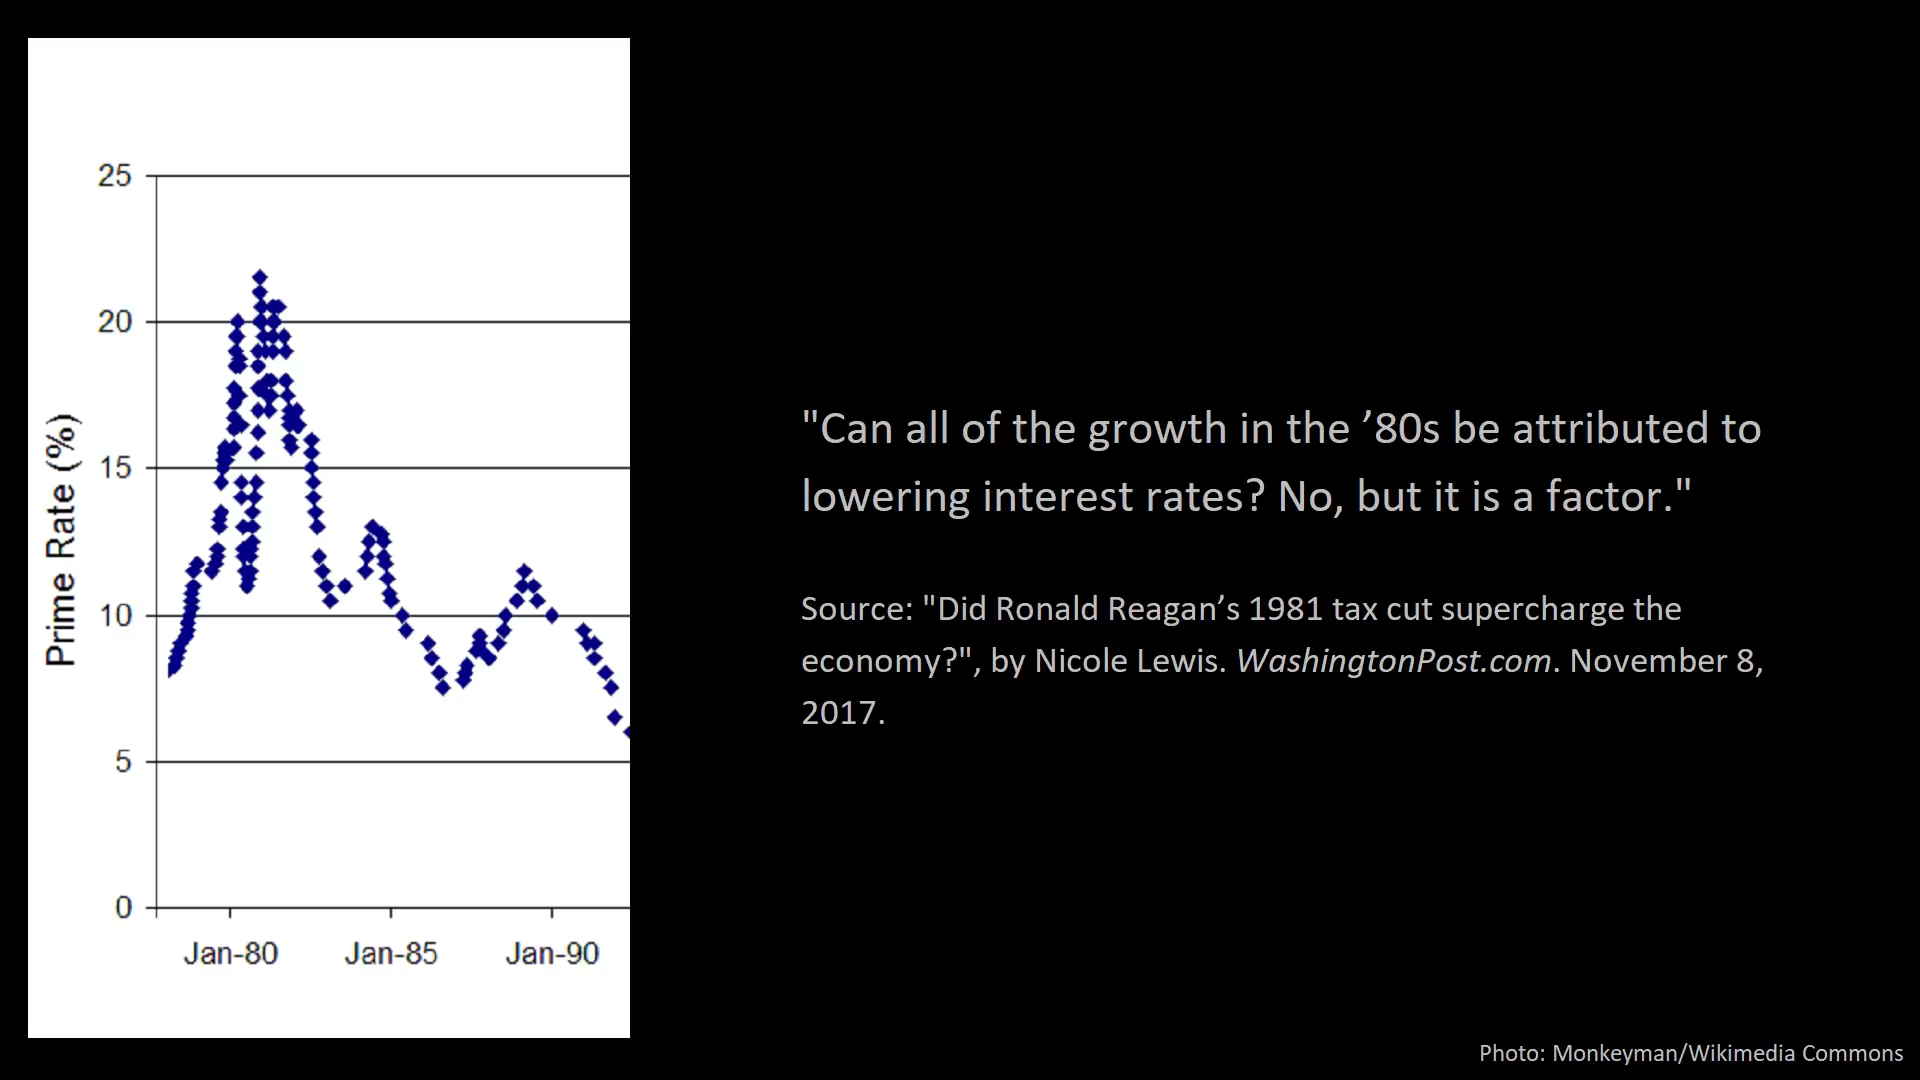 25
20
15
10
5
0
Prime Rate (%)
Jan-80
Jan-85
Jan-90
"Can all of the growth in the ’80s be attributed to
lowering interest rates? No, but it is a factor."
Source: "Did Ronald Reagan’s 1981 tax cut supercharge the
economy?", by Nicole Lewis. WashingtonPost.com. November 8,
2017.
Photo: Monkeyman/Wikimedia Commons